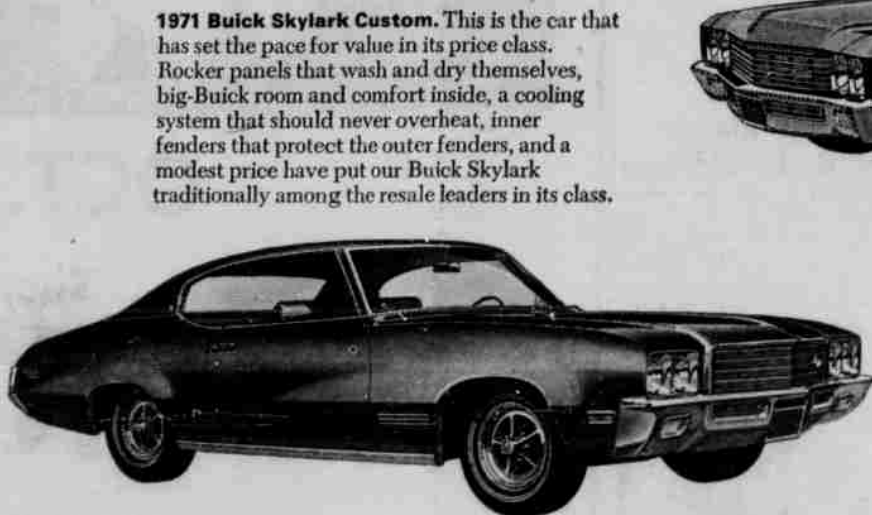 1971 Buick Skylark Custom. This is the car that
has set the pace for value in its price class.
Rocker panels that wash and dry themselves,
big-Buick room and comfort inside, a cooling
system that should never overheat, inner
fenders that protect the outer fenders, and a
modest price have put our Buick Skylark
traditionally among the resale leaders in its class.